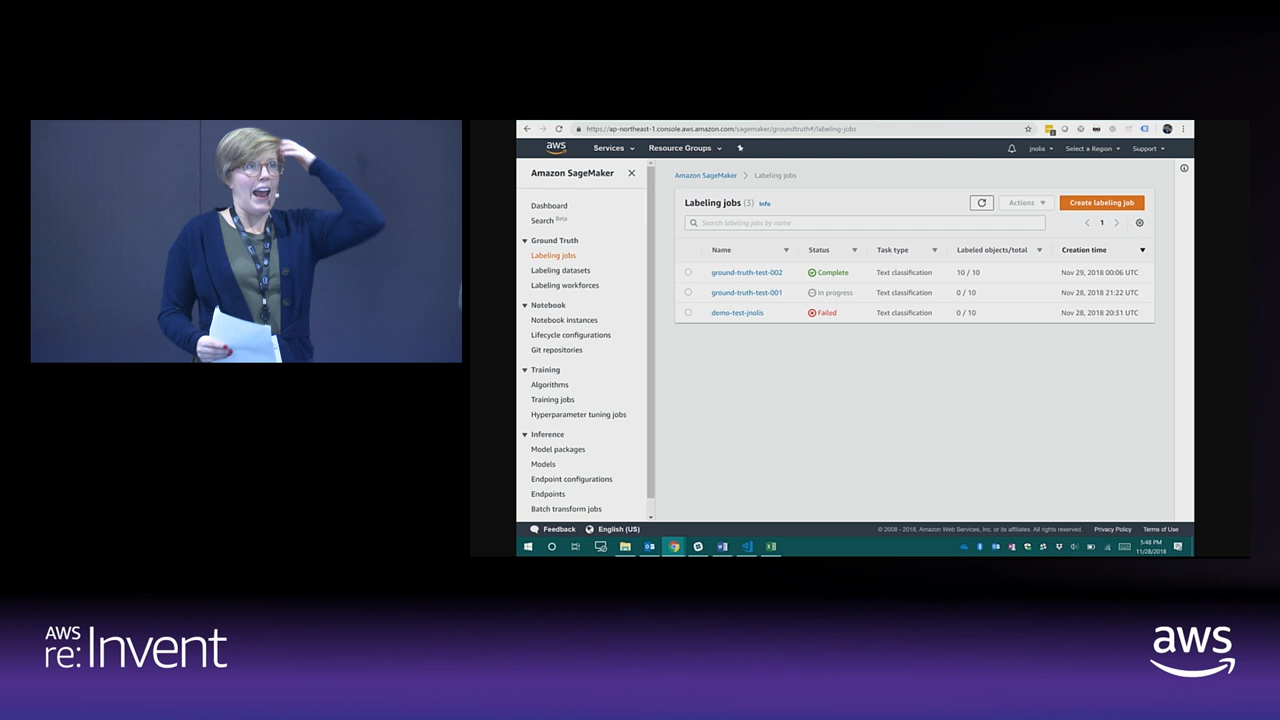 https://ap-northeast-1.console.aws.amazon.com/sagemaker/groundtruth#/labeling-jobs
aws Services Resource Groups jnolis Select a Region Support
Amazon SageMaker
Dashboard
Search Beta
Ground Truth
Labeling jobs
Labeling datasets
Labeling workforces
Notebook
Notebook instances
Lifecycle configurations
Git repositories
Training
Algorithms
Training jobs
Hyperparameter tuning jobs
Inference
Model packages
Models
Endpoint configurations
Endpoints
Batch transform jobs
Amazon SageMaker > Labeling jobs
Labeling jobs (3) Info Actions Create labeling job
Search labeling jobs by name 1
Name Status Task type Labeled objects/total Creation time
ground-truth-test-002 Complete Text classification 10 / 10 Nov 29, 2018 00:06 UTC
ground-truth-test-001 In progress Text classification 0 / 10 Nov 28, 2018 21:22 UTC
demo-test-jnolis Failed Text classification 0 / 10 Nov 28, 2018 20:31 UTC
Feedback English (US) © 2008 - 2018, Amazon Web Services, Inc. or its affiliates. All rights reserved. Privacy Policy Terms of Use
5:48 PM
11/28/2018
AWS
re:Invent
aws